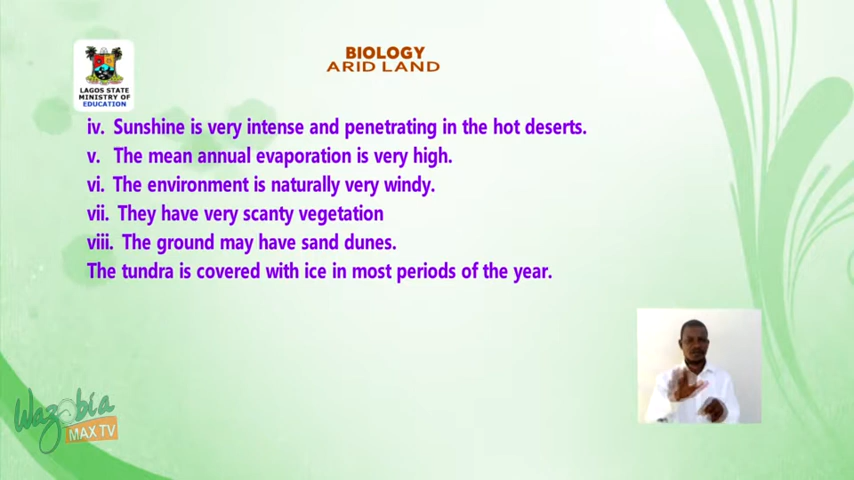 BIOLOGY
ARID LAND
LAGOS STATE
MINISTRY OF
EDUCATION
iv. Sunshine is very intense and penetrating in the hot deserts.
v. The mean annual evaporation is very high.
vi. The environment is naturally very windy.
vii. They have very scanty vegetation
viii. The ground may have sand dunes.
The tundra is covered with ice in most periods of the year.
Wazobia
MAX TV